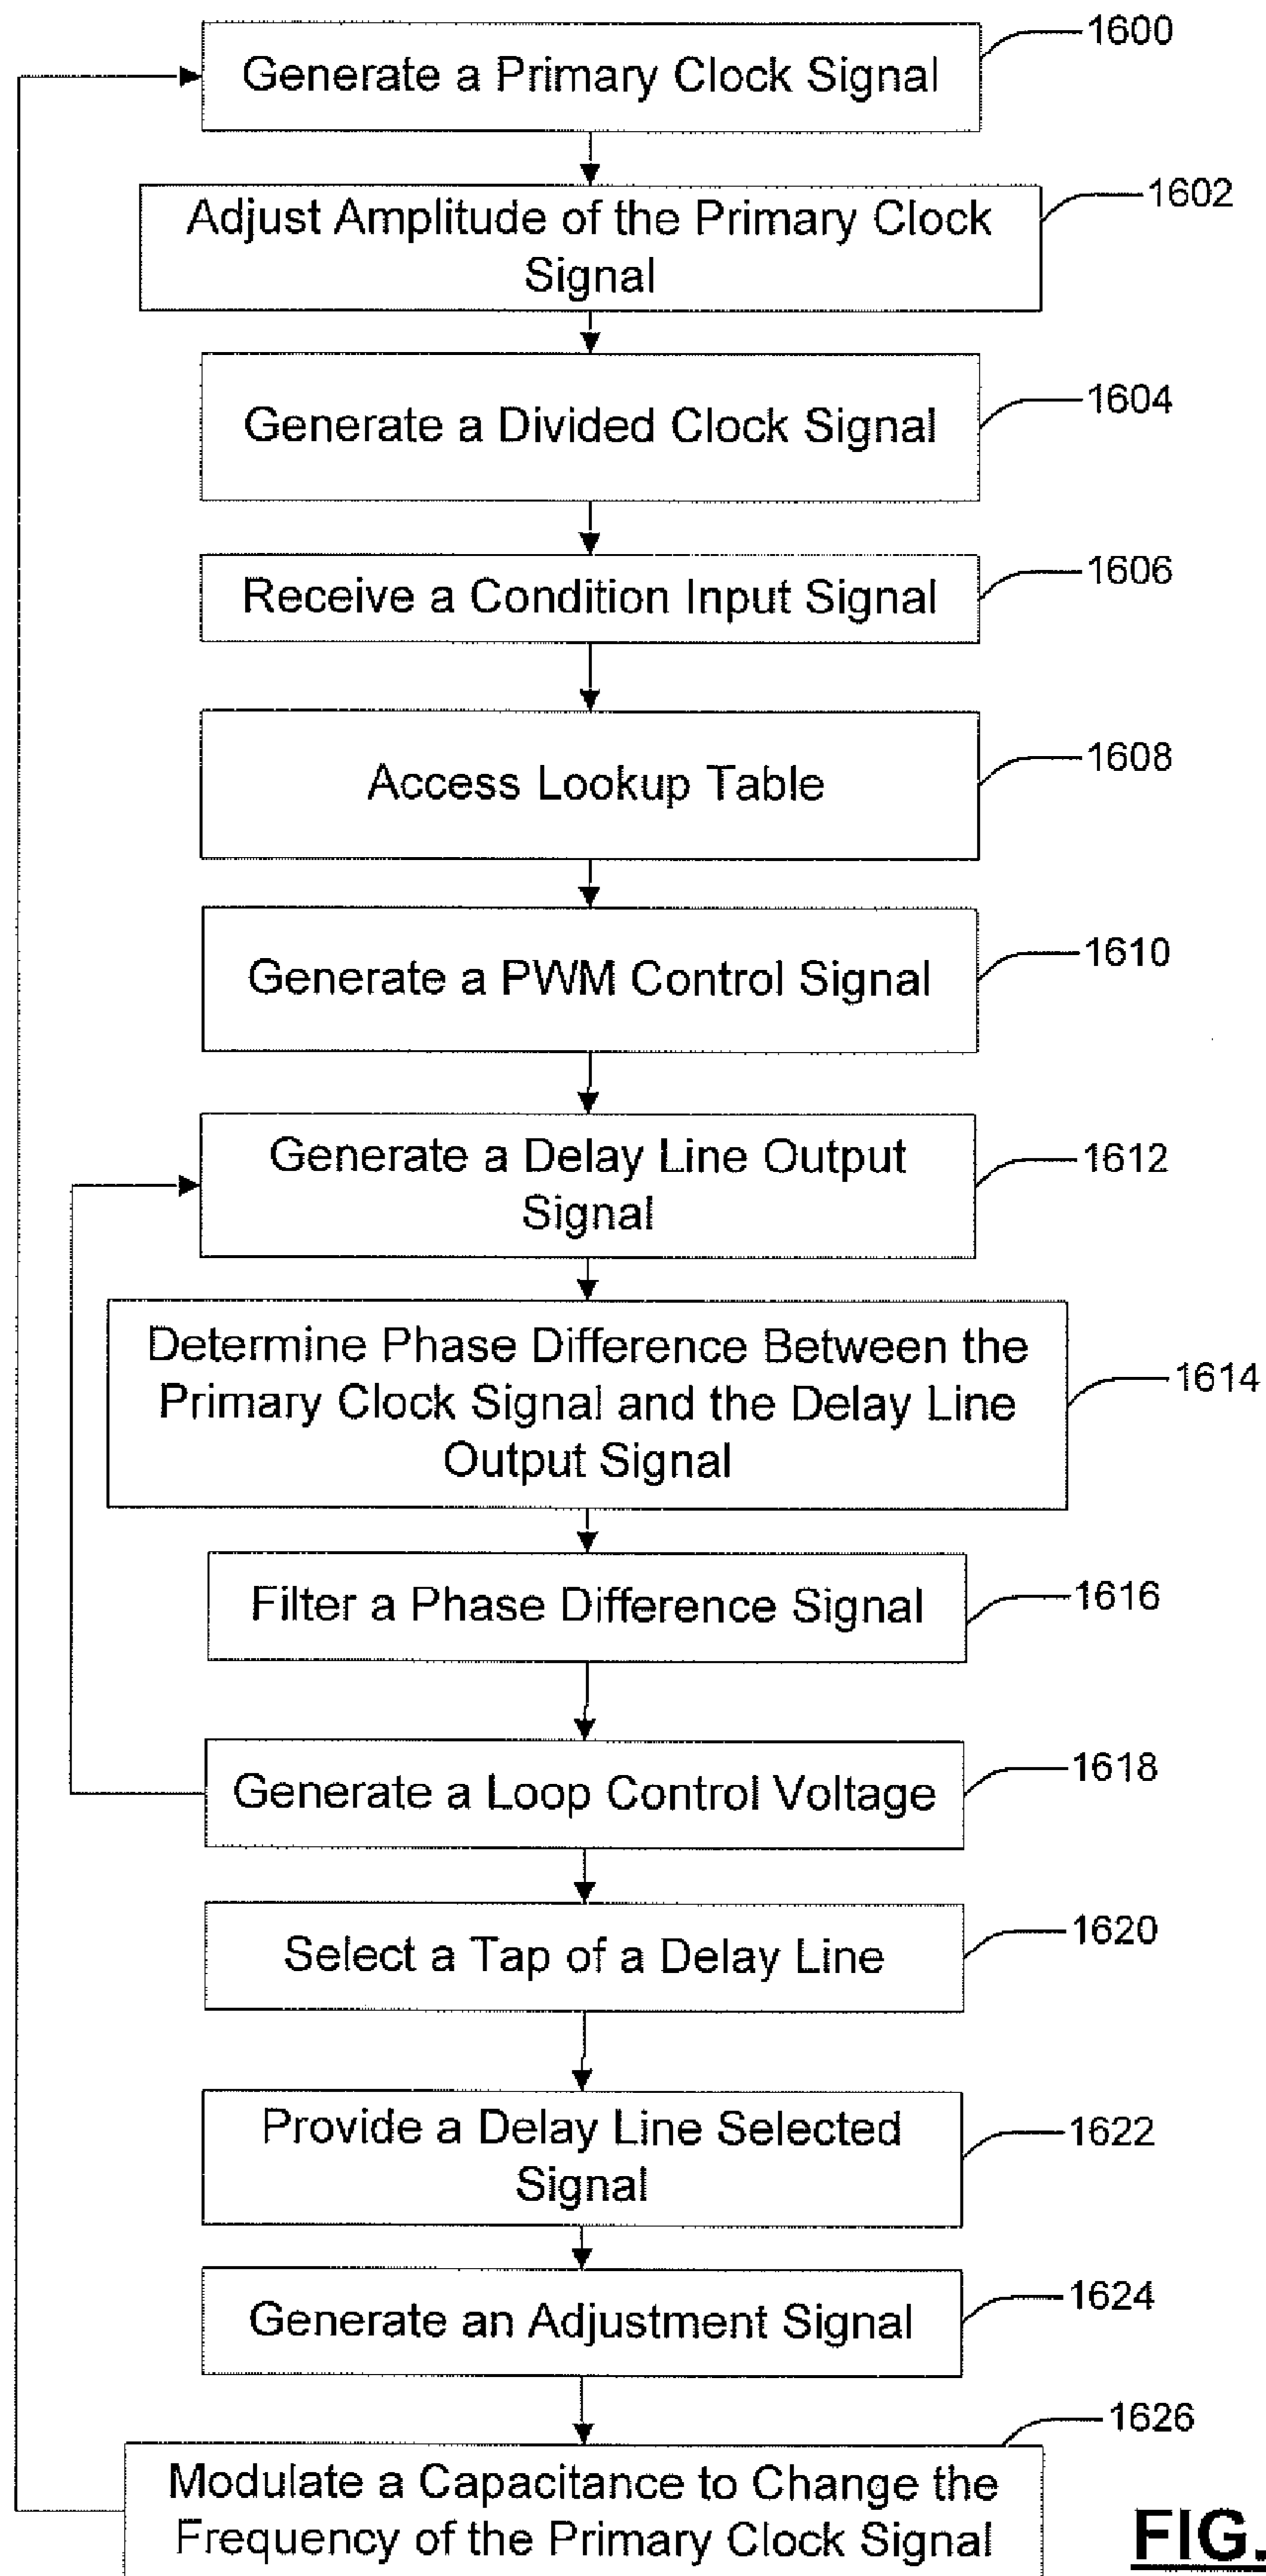 1600
Generate a Primary Clock Signal
1602
Adjust Amplitude of the Primary Clock
Signal
1604
Generate a Divided Clock Signal
1606
Receive a Condition Input Signal
1608
Access Lookup Table
1610
Generate a PWM Control Signal
1612
Generate a Delay Line Output
Signal
Determine Phase Difference Between the
1614
Primary Clock Signal and the Delay Line
Output Signal
1616
Filter a Phase Difference Signal
1618
Generate a Loop Control Voltage
1620
Select a Tap of a Delay Line
1622
Provide a Delay Line Selected
Signal
1624
Generate an Adjustment Signal
1626
Modulate a Capacitance to Change the
Frequency of the Primary Clock Signal
FIG.